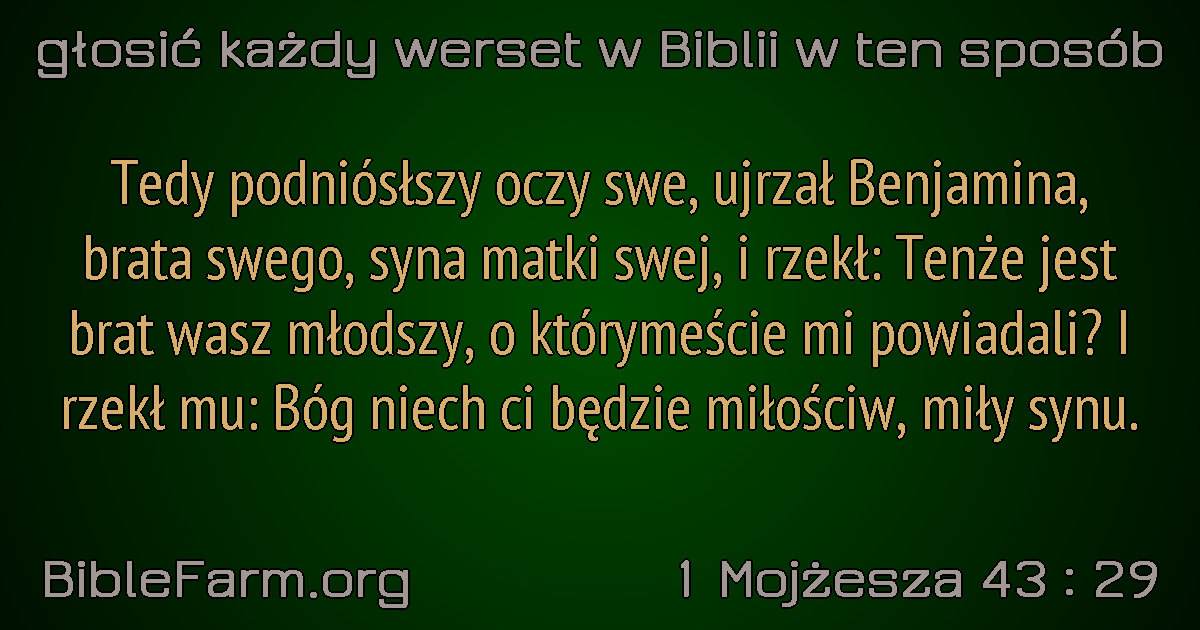 głosić każdy werset w Biblii w ten sposób
Tedy podniósłszy oczy swe, ujrzał Benjamina,
brata swego, syna matki swej, i rzekł: Tenże jest
brat wasz młodszy, o którymeście mi powiadali? I
rzekł mu: Bóg niech ci będzie miłościw, miły synu.
BibleFarm.org
1 Mojżesza 43 : 29